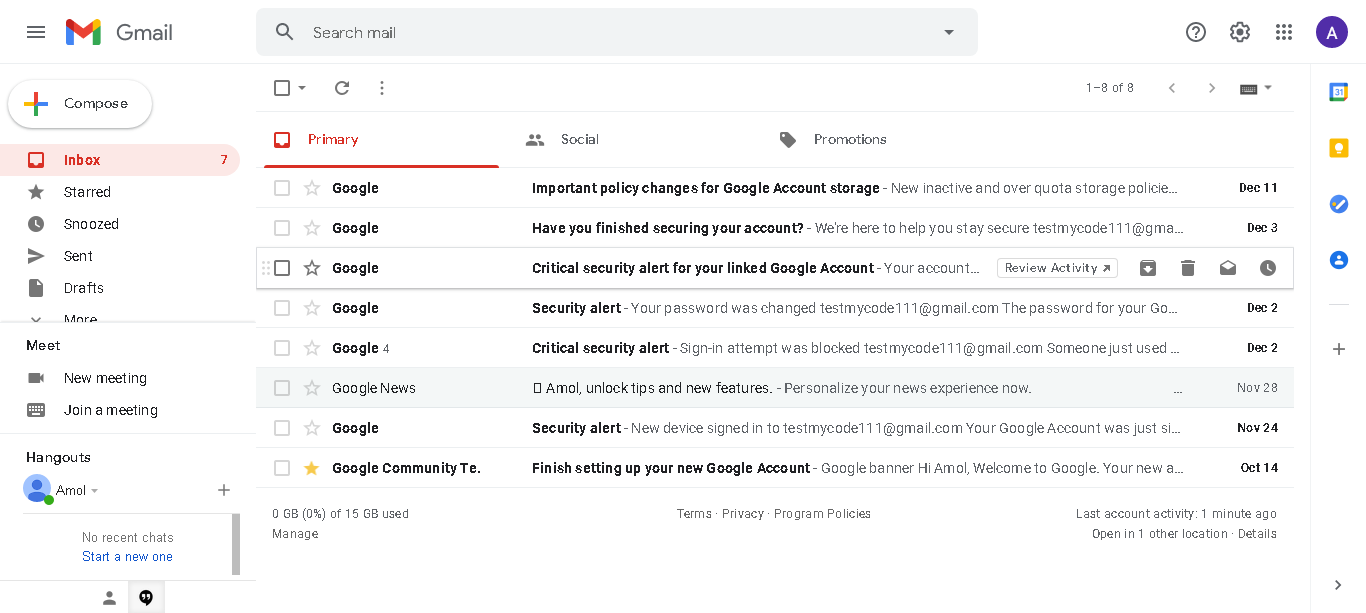 Gmail
Search mail
A
Compose
1–8 of 8
31
Primary
Social
Promotions
Inbox 7
Starred
Snoozed
Sent
Drafts
More
Google Important policy changes for Google Account storage - New inactive and over quota storage policie... Dec 11
Google Have you finished securing your account? - We're here to help you stay secure testmycode111@gma... Dec 3
Google Critical security alert for your linked Google Account - Your account... Review Activity
Google Security alert - Your password was changed testmycode111@gmail.com The password for your Go... Dec 2
Google 4 Critical security alert - Sign-in attempt was blocked testmycode111@gmail.com Someone just used ... Dec 2
Google News Amol, unlock tips and new features. - Personalize your news experience now. ... Nov 28
Google Security alert - New device signed in to testmycode111@gmail.com Your Google Account was just si... Nov 24
Google Community Te. Finish setting up your new Google Account - Google banner Hi Amol, Welcome to Google. Your new a... Oct 14
Meet
New meeting
Join a meeting
Hangouts
Amol
No recent chats
Start a new one
0 GB (0%) of 15 GB used
Manage
Terms · Privacy · Program Policies
Last account activity: 1 minute ago
Open in 1 other location · Details